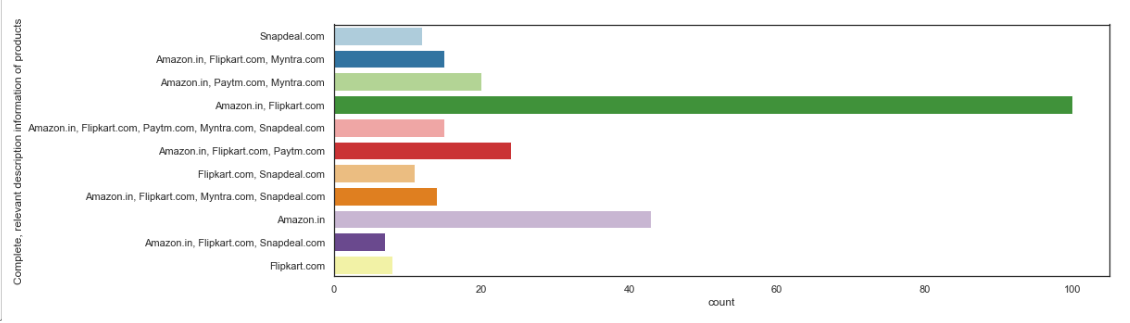 Complete, relevant description information of products
Snapdeal.com
Amazon.in, Flipkart.com, Myntra.com
Amazon.in, Paytm.com, Myntra.com
Amazon.in, Flipkart.com
Amazon.in, Flipkart.com, Paytm.com, Myntra.com, Snapdeal.com
Amazon.in, Flipkart.com, Paytm.com
Flipkart.com, Snapdeal.com
Amazon.in, Flipkart.com, Myntra.com, Snapdeal.com
Amazon.in
Amazon.in, Flipkart.com, Snapdeal.com
Flipkart.com
0 20 40 60 80 100
count